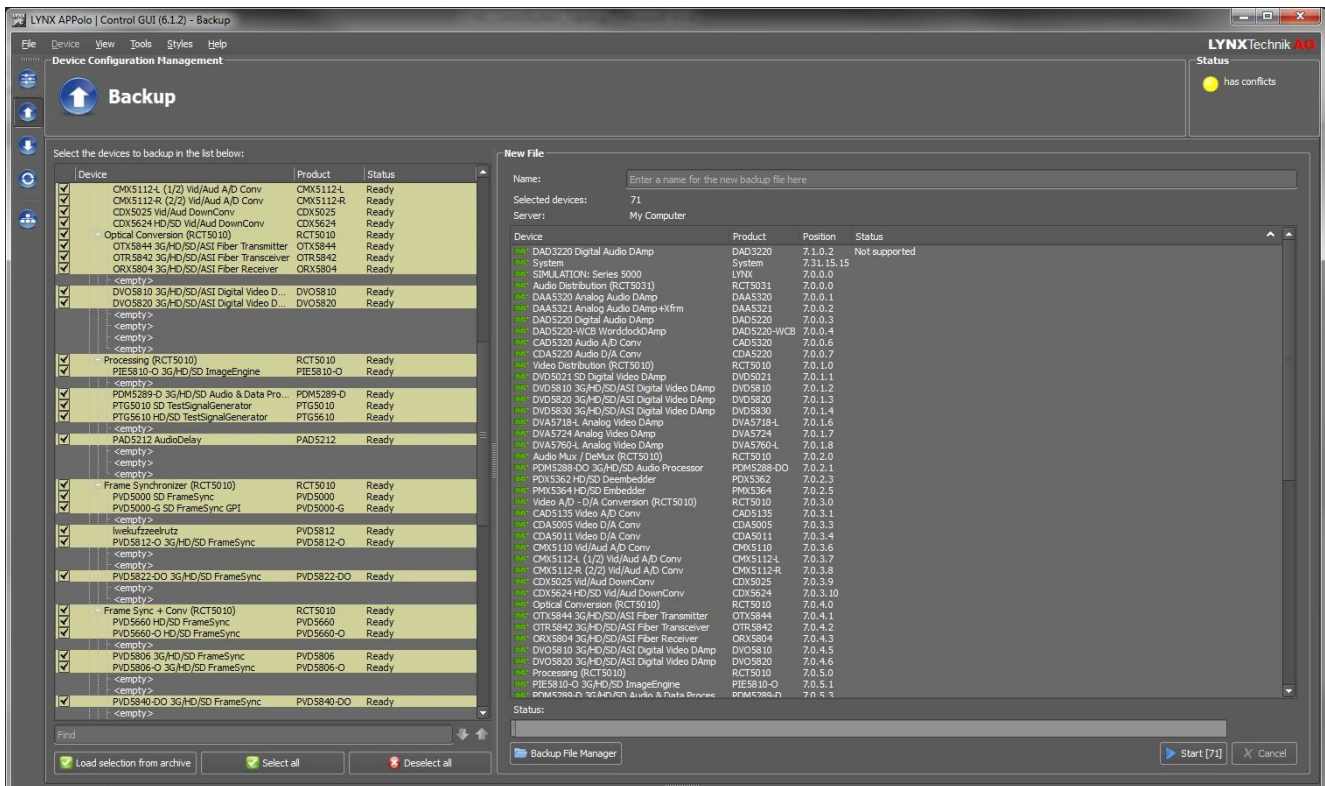 LYNX APPolo | Control GUI (6.1.2) - Backup
File Device View Tools Styles Help
LYNXTechnik AG
Device Configuration Management
Backup
Status
has conflicts
Select the devices to backup in the list below:
Device Product Status
CMX5112-L (1/2) Vid/Aud A/D Conv CMX5112-L Ready
CMX5112-R (2/2) Vid/Aud A/D Conv CMX5112-R Ready
CDX5025 Vid/Aud DownConv CDX5025 Ready
CDX5624 HD/SD Vid/Aud DownConv CDX5624 Ready
Optical Conversion (RCT5010) RCT5010 Ready
OTX5844 3G/HD/SD/ASI Fiber Transmitter OTX5844 Ready
OTR5842 3G/HD/SD/ASI Fiber Transceiver OTR5842 Ready
ORX5804 3G/HD/SD/ASI Fiber Receiver ORX5804 Ready
<empty>
DVO5810 3G/HD/SD/ASI Digital Video D... DVO5810 Ready
DVO5820 3G/HD/SD/ASI Digital Video D... DVO5820 Ready
<empty>
<empty>
<empty>
<empty>
Processing (RCT5010) RCT5010 Ready
PIE5810-O 3G/HD/SD ImageEngine PIE5810-O Ready
<empty>
PDM5289-D 3G/HD/SD Audio & Data Pro... PDM5289-D Ready
PTG5010 SD TestSignalGenerator PTG5010 Ready
PTG5610 HD/SD TestSignalGenerator PTG5610 Ready
<empty>
PAD5212 AudioDelay PAD5212 Ready
<empty>
<empty>
<empty>
Frame Synchronizer (RCT5010) RCT5010 Ready
PVD5000 SD FrameSync PVD5000 Ready
PVD5000-G SD FrameSync GPI PVD5000-G Ready
<empty>
lwekufzzeelrutz PVD5812 Ready
PVD5812-O 3G/HD/SD FrameSync PVD5812-O Ready
<empty>
<empty>
PVD5822-DO 3G/HD/SD FrameSync PVD5822-DO Ready
<empty>
<empty>
Frame Sync + Conv (RCT5010) RCT5010 Ready
PVD5660 HD/SD FrameSync PVD5660 Ready
PVD5660-O HD/SD FrameSync PVD5660-O Ready
<empty>
PVD5806 3G/HD/SD FrameSync PVD5806 Ready
PVD5806-O 3G/HD/SD FrameSync PVD5806-O Ready
<empty>
<empty>
PVD5840-DO 3G/HD/SD FrameSync PVD5840-DO Ready
<empty>
Find
Load selection from archive Select all Deselect all
New File
Name: Enter a name for the new backup file here
Selected devices: 71
Server: My Computer
Device Product Position Status
DAD3220 Digital Audio DAmp DAD3220 7.1.0.2 Not supported
System System 7.31.15.15
SIMULATION: Series 5000 LYNX 7.0.0.0
Audio Distribution (RCT5031) RCT5031 7.0.0.0
DAA5320 Analog Audio DAmp DAA5320 7.0.0.1
DAA5321 Analog Audio DAmp+Xfrm DAA5321 7.0.0.2
DAD5220 Digital Audio DAmp DAD5220 7.0.0.3
DAD5220-WCB WordclockDAmp DAD5220-WCB 7.0.0.4
CAD5320 Audio A/D Conv CAD5320 7.0.0.6
CDA5220 Audio D/A Conv CDA5220 7.0.0.7
Video Distribution (RCT5010) RCT5010 7.0.1.0
DVD5021 SD Digital Video DAmp DVD5021 7.0.1.1
DVD5810 3G/HD/SD/ASI Digital Video DAmp DVD5810 7.0.1.2
DVD5820 3G/HD/SD/ASI Digital Video DAmp DVD5820 7.0.1.3
DVD5830 3G/HD/SD/ASI Digital Video DAmp DVD5830 7.0.1.4
DVA5718-L Analog Video DAmp DVA5718-L 7.0.1.6
DVA5724 Analog Video DAmp DVA5724 7.0.1.7
DVA5760-L Analog Video DAmp DVA5760-L 7.0.1.8
Audio Mux / DeMux (RCT5010) RCT5010 7.0.2.0
PDM5288-DO 3G/HD/SD Audio Processor PDM5288-DO 7.0.2.1
PDX5362 HD/SD Deembedder PDX5362 7.0.2.3
PMX5364 HD/SD Embedder PMX5364 7.0.2.5
Video A/D - D/A Conversion (RCT5010) RCT5010 7.0.3.0
CAD5135 Video A/D Conv CAD5135 7.0.3.1
CDA5005 Video D/A Conv CDA5005 7.0.3.3
CDA5011 Video D/A Conv CDA5011 7.0.3.4
CMX5110 Vid/Aud A/D Conv CMX5110 7.0.3.6
CMX5112-L (1/2) Vid/Aud A/D Conv CMX5112-L 7.0.3.7
CMX5112-R (2/2) Vid/Aud A/D Conv CMX5112-R 7.0.3.8
CDX5025 Vid/Aud DownConv CDX5025 7.0.3.9
CDX5624 HD/SD Vid/Aud DownConv CDX5624 7.0.3.10
Optical Conversion (RCT5010) RCT5010 7.0.4.0
OTX5844 3G/HD/SD/ASI Fiber Transmitter OTX5844 7.0.4.1
OTR5842 3G/HD/SD/ASI Fiber Transceiver OTR5842 7.0.4.2
ORX5804 3G/HD/SD/ASI Fiber Receiver ORX5804 7.0.4.3
DVO5810 3G/HD/SD/ASI Digital Video DAmp DVO5810 7.0.4.5
DVO5820 3G/HD/SD/ASI Digital Video DAmp DVO5820 7.0.4.6
Processing (RCT5010) RCT5010 7.0.5.0
PIE5810-O 3G/HD/SD ImageEngine PIE5810-O 7.0.5.1
PDM5289-D 3G/HD/SD Audio & Data Proces PDM5289-D 7.0.5.3
Status:
Backup File Manager Start [71] Cancel